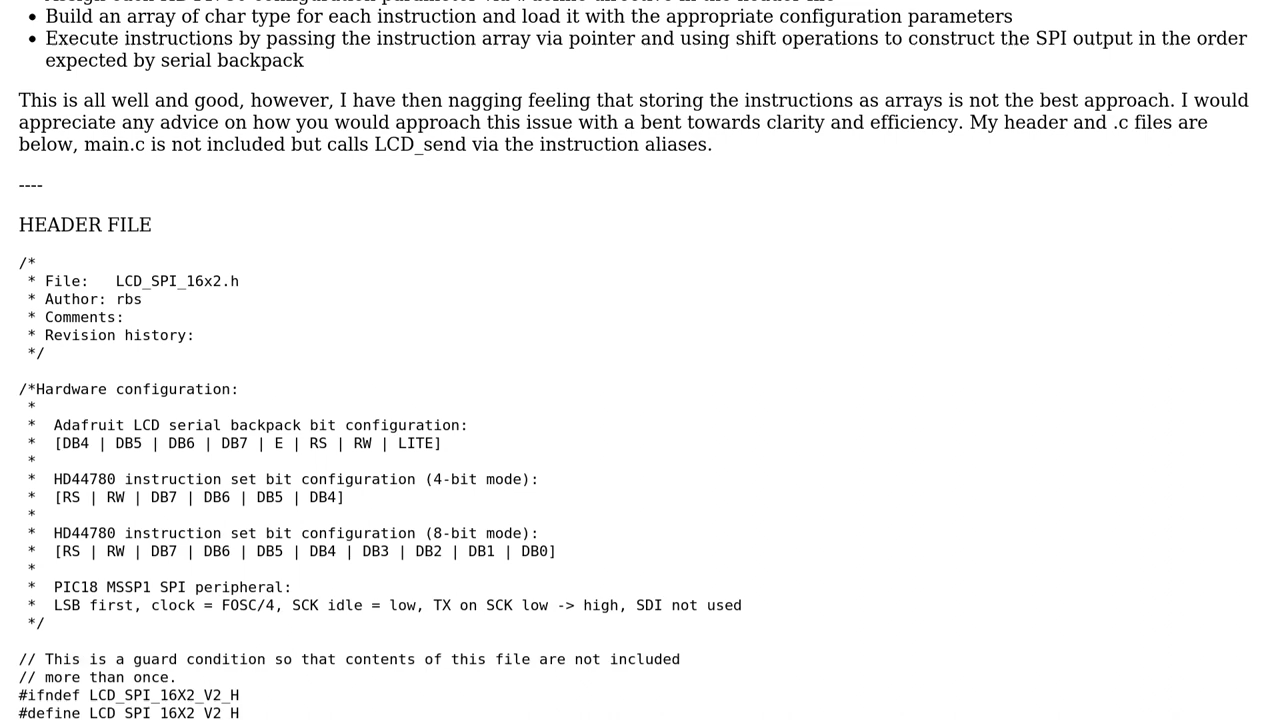 • Build an array of char type for each instruction and load it with the appropriate configuration parameters
• Execute instructions by passing the instruction array via pointer and using shift operations to construct the SPI output in the order
expected by serial backpack
This is all well and good, however, I have then nagging feeling that storing the instructions as arrays is not the best approach. I would
appreciate any advice on how you would approach this issue with a bent towards clarity and efficiency. My header and .c files are
below, main.c is not included but calls LCD_send via the instruction aliases.
----
HEADER FILE
/*
 * File:   LCD_SPI_16x2.h
 * Author: rbs
 * Comments:
 * Revision history:
 */
/*Hardware configuration:
 *
 *  Adafruit LCD serial backpack bit configuration:
 *  [DB4 | DB5 | DB6 | DB7 | E | RS | RW | LITE]
 *
 *  HD44780 instruction set bit configuration (4-bit mode):
 *  [RS | RW | DB7 | DB6 | DB5 | DB4]
 *
 *  HD44780 instruction set bit configuration (8-bit mode):
 *  [RS | RW | DB7 | DB6 | DB5 | DB4 | DB3 | DB2 | DB1 | DB0]
 *
 *  PIC18 MSSP1 SPI peripheral:
 *  LSB first, clock = FOSC/4, SCK idle = low, TX on SCK low -> high, SDI not used
 */
// This is a guard condition so that contents of this file are not included
// more than once.
#ifndef LCD_SPI_16X2_V2_H
#define LCD_SPI_16X2_V2_H